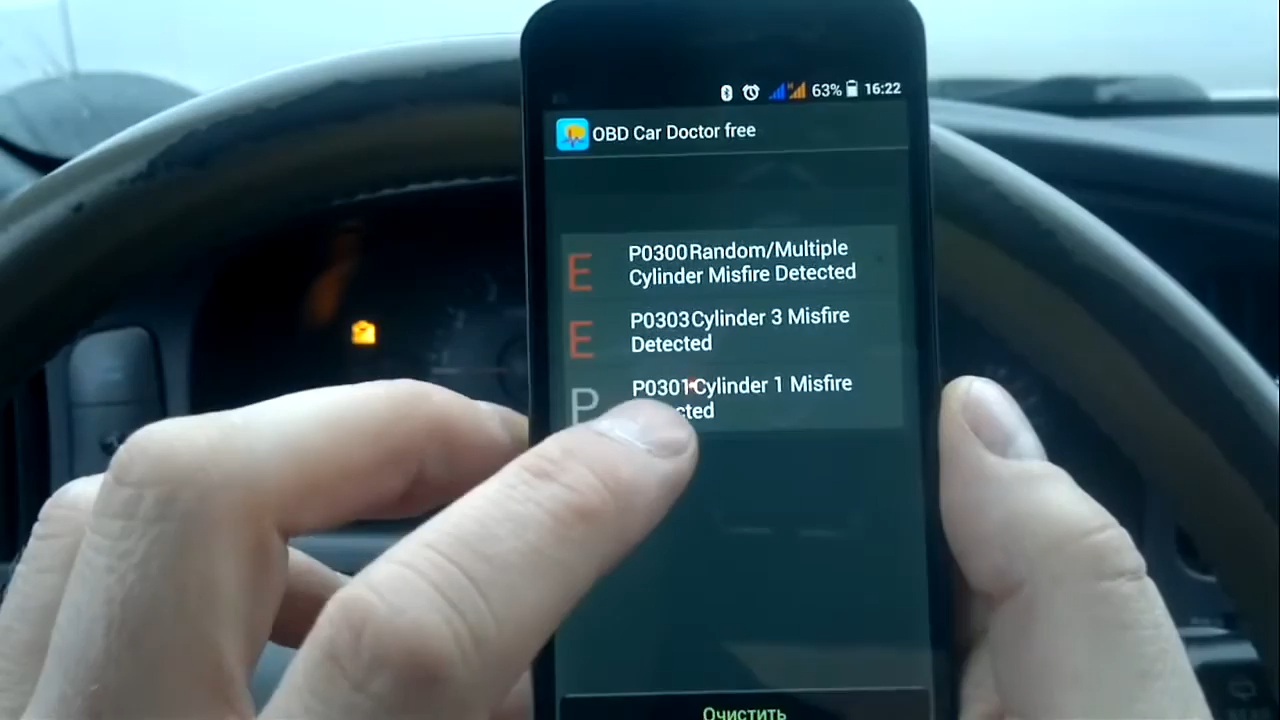 63% 16:22
OBD Car Doctor free
E
P0300Random/Multiple
Cylinder Misfire Detected
E
P0303Cylinder 3 Misfire
Detected
P
P0301Cylinder 1 Misfire
cted
Очистить